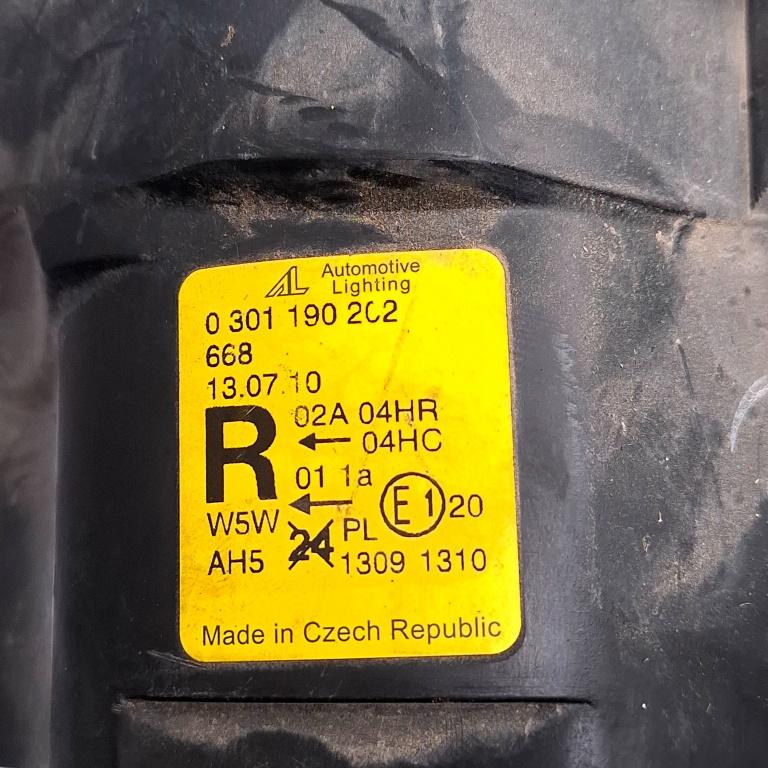 AL Automotive
Lighting
0 301 190 202
668
13.07.10
R 02A 04HR
← 04HC
01 1a
←
W5W 24 PL E1 20
AH5 1309 1310
Made in Czech Republic